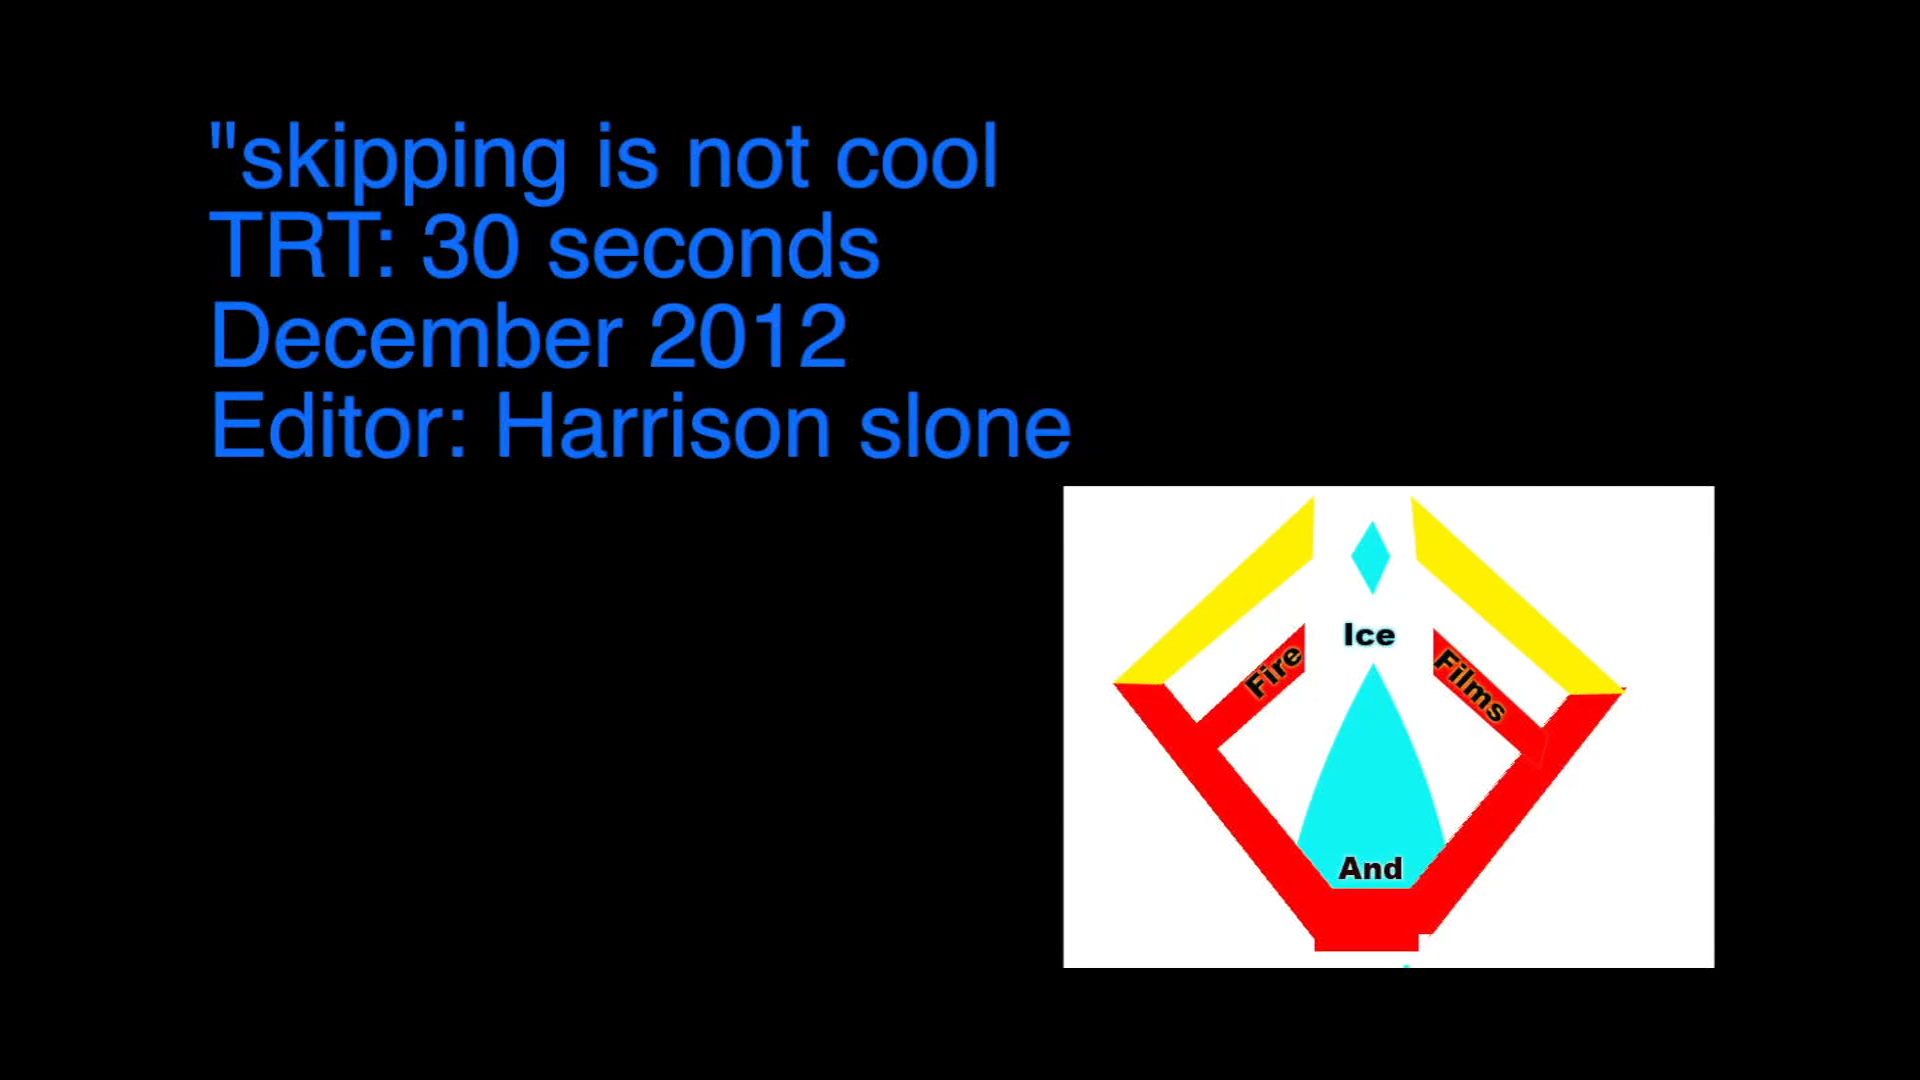 "skipping is not cool
TRT: 30 seconds
December 2012
Editor: Harrison slone
Ice
Fire
Films
And